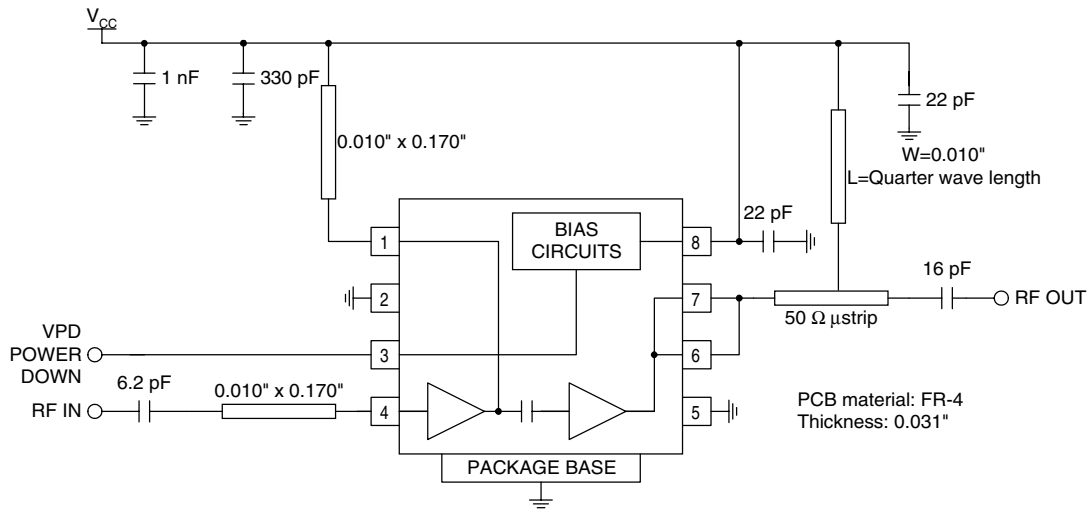 VCC
1 nF
330 pF
22 pF
0.010" x 0.170"
W=0.010"
L=Quarter wave length
1
BIAS
CIRCUITS
8
22 pF
2
7
16 pF
RF OUT
50 Ω µstrip
VPD
POWER
DOWN
3
6
6.2 pF
0.010" x 0.170"
RF IN
4
5
PCB material: FR-4
Thickness: 0.031"
PACKAGE BASE